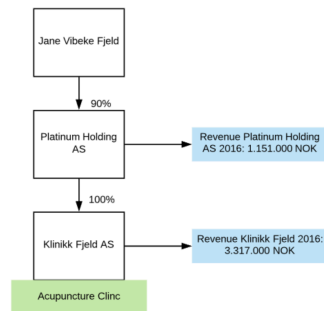 Jane Vibeke Fjeld
90%
Platinum Holding
AS
Revenue Platinum Holding
AS 2016: 1.151.000 NOK
100%
Klinikk Fjeld AS
Revenue Klinikk Fjeld 2016:
3.317.000 NOK
Acupuncture Clinc